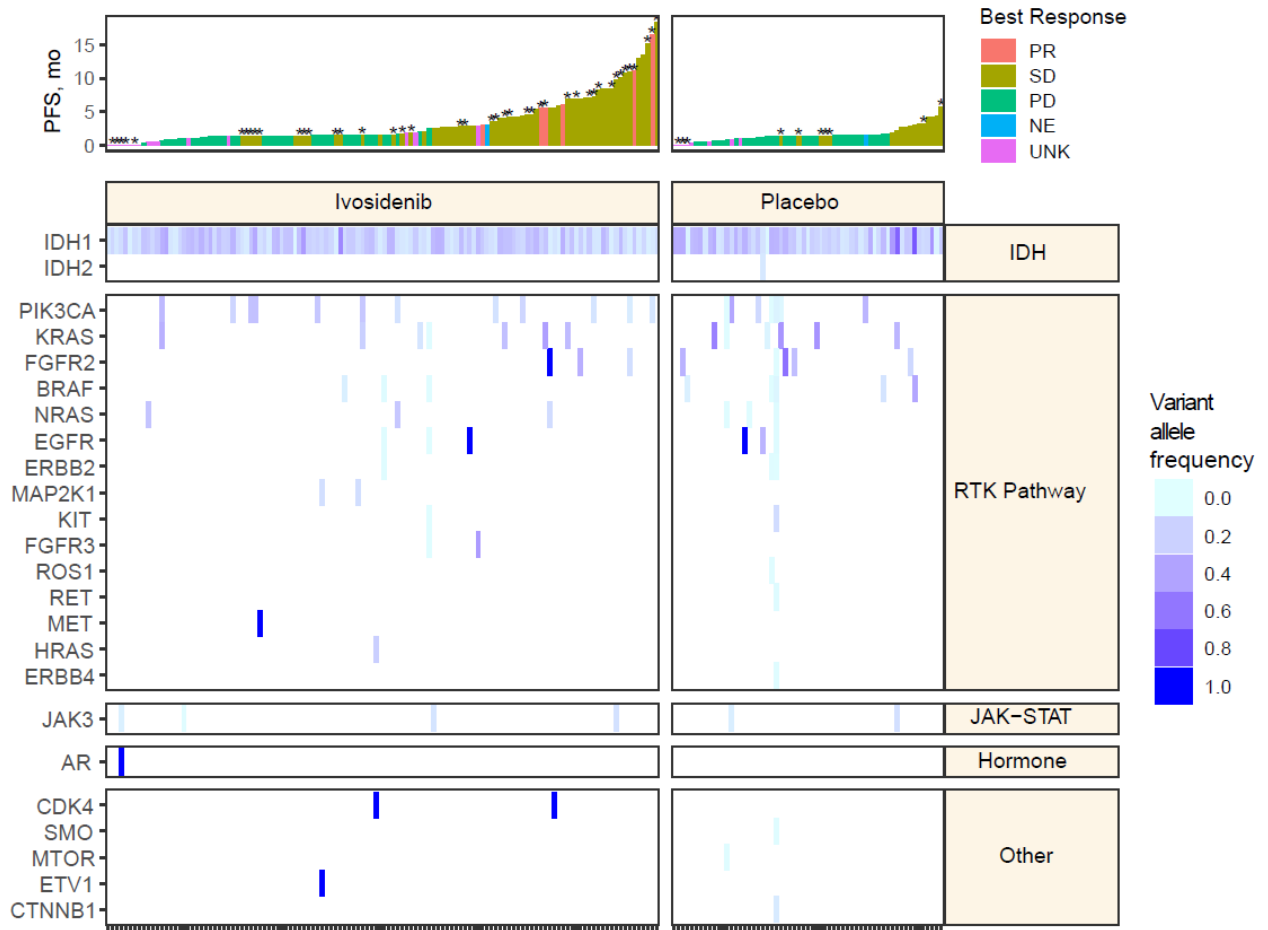 Best Response
PR
SD
PD
NE
UNK
PFS, mo
15
10
5
0
Ivosidenib
Placebo
IDH1
IDH2
IDH
PIK3CA
KRAS
FGFR2
BRAF
NRAS
EGFR
ERBB2
MAP2K1
KIT
FGFR3
ROS1
RET
MET
HRAS
ERBB4
RTK Pathway
Variant
allele
frequency
0.0
0.2
0.4
0.6
0.8
1.0
JAK3
JAK−STAT
AR
Hormone
CDK4
SMO
MTOR
ETV1
CTNNB1
Other